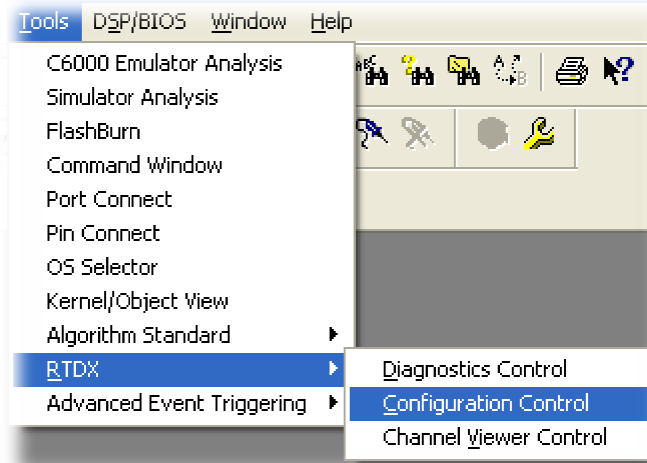 Tools DSP/BIOS Window Help
C6000 Emulator Analysis
Simulator Analysis
FlashBurn
Command Window
Port Connect
Pin Connect
OS Selector
Kernel/Object View
Algorithm Standard
RTDX
Advanced Event Triggering
Diagnostics Control
Configuration Control
Channel Viewer Control